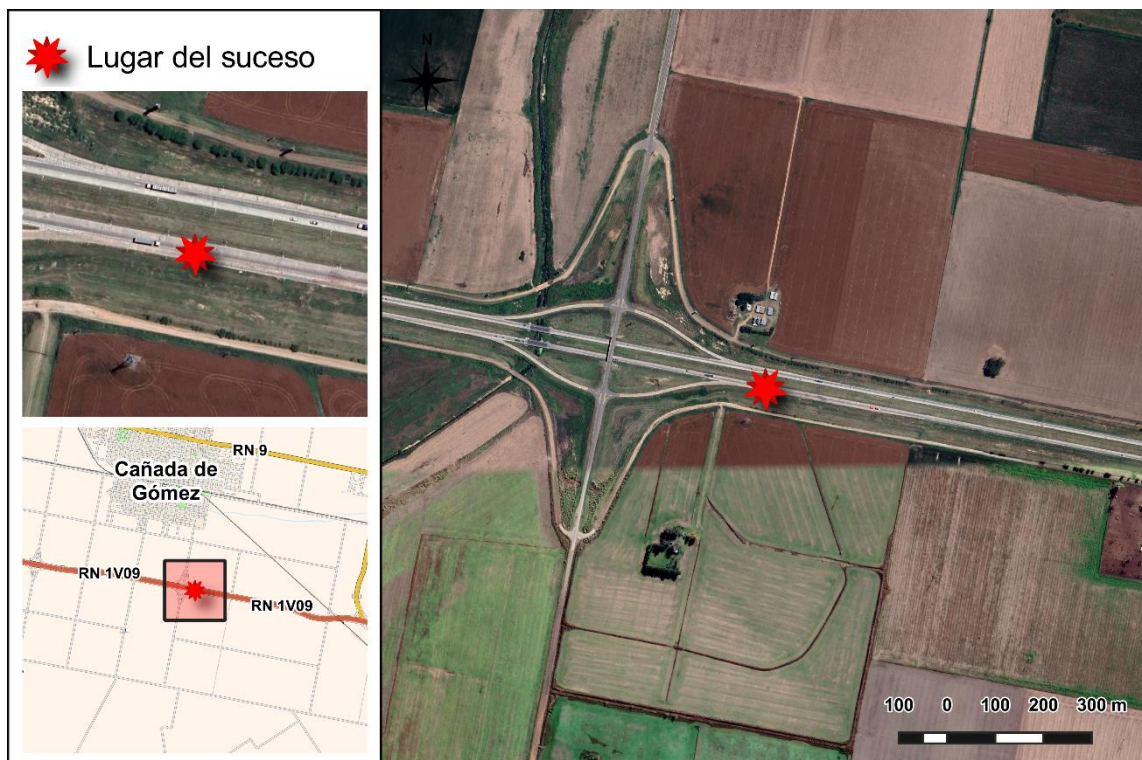 Lugar del suceso
N
RN 9
Cañada de
Gómez
RN 1V09
RN 1V09
100 0 100 200 300 m